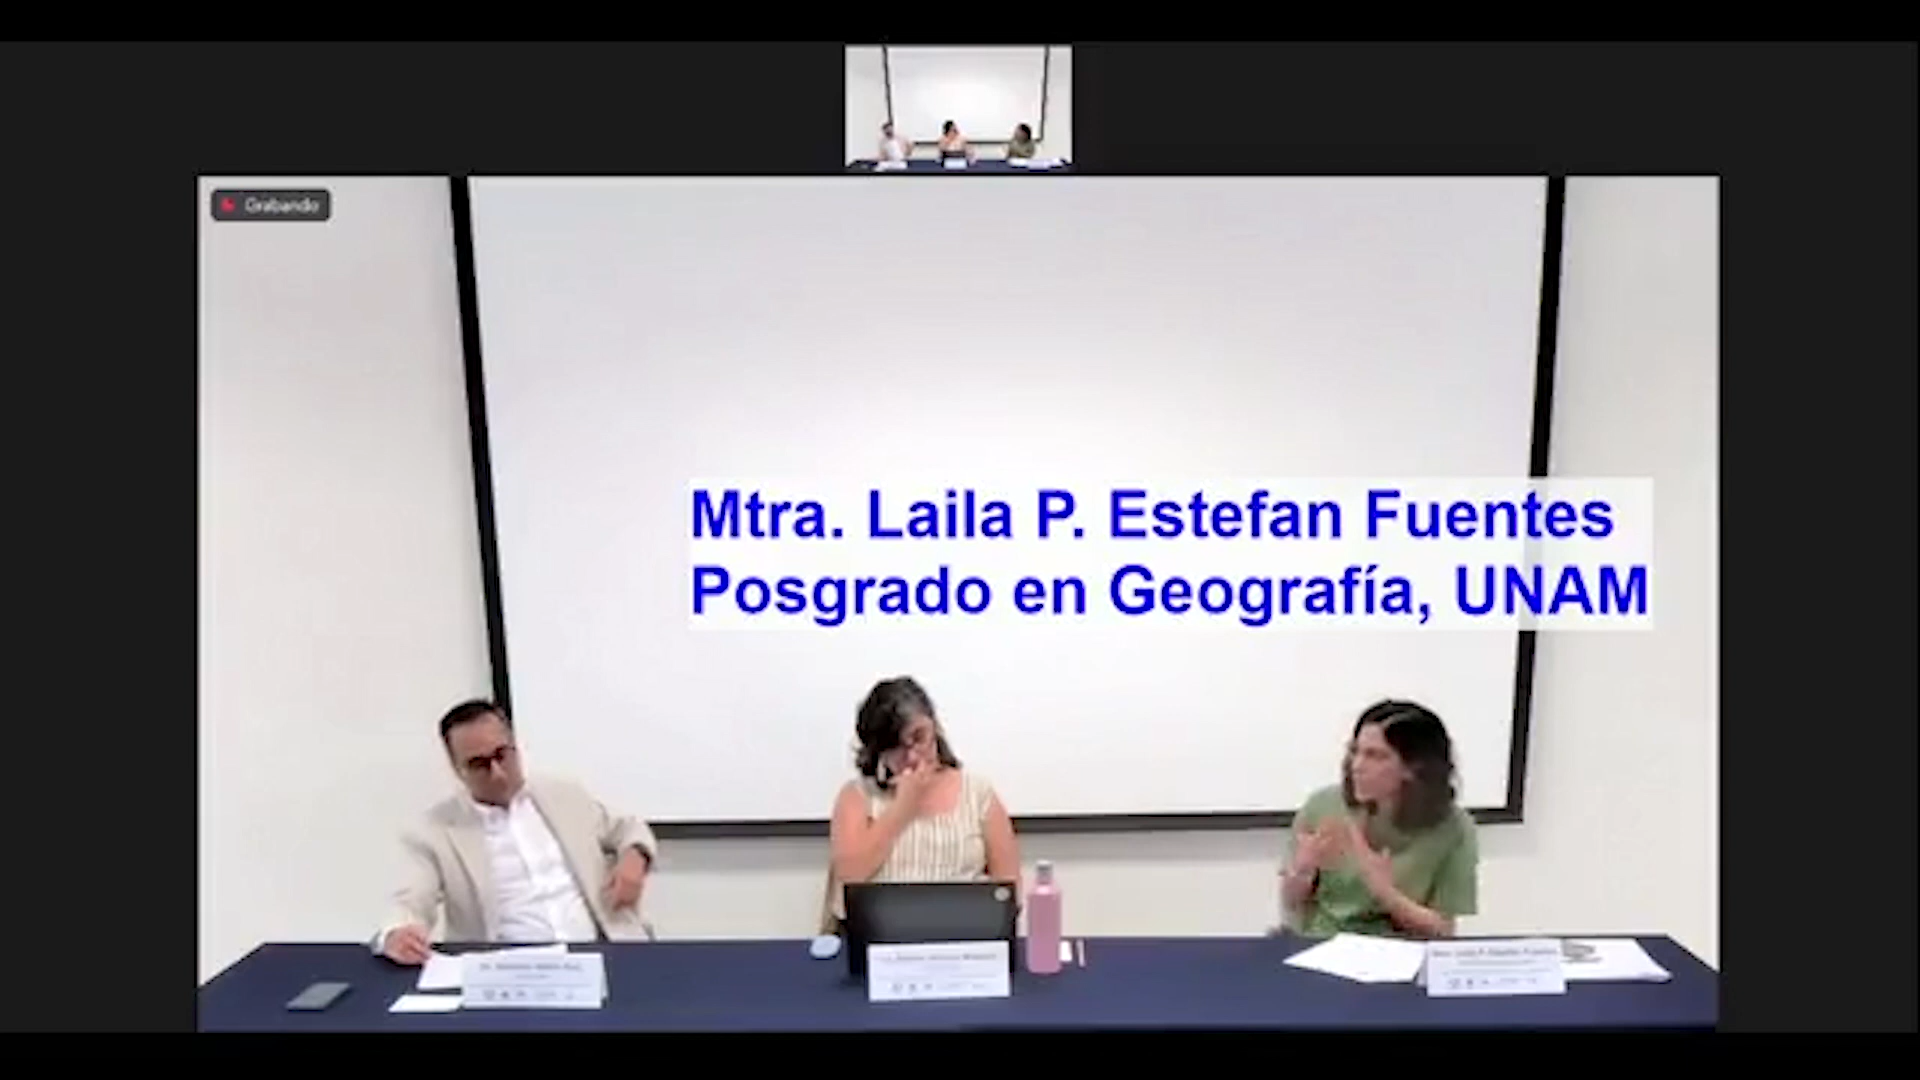 Grabando
Mtra. Laila P. Estefan Fuentes
Posgrado en Geografía, UNAM